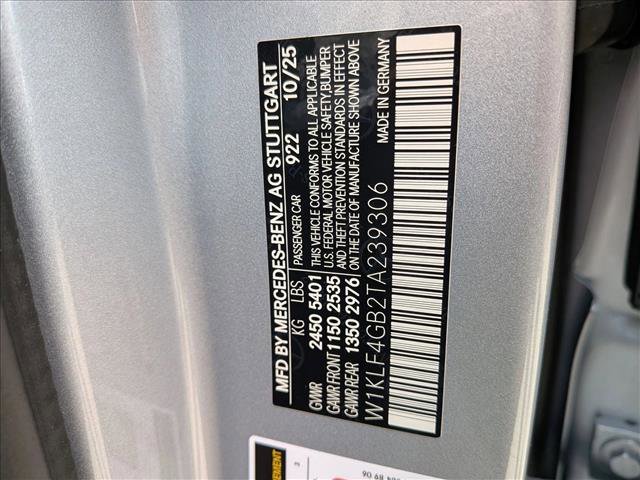 MFD BY MERCEDES-BENZ AG STUTTGART
922 10/25
KG LBS PASSENGER CAR
GVWR 2450 5401
GAWR FRONT 1150 2535
GAWR REAR 1350 2976
THIS VEHICLE CONFORMS TO ALL APPLICABLE
U.S. FEDERAL MOTOR VEHICLE SAFETY,BUMPER
AND THEFT PREVENTION STANDARDS IN EFFECT
ON THE DATE OF MANUFACTURE SHOWN ABOVE
W1KLF4GB2TA239306
MADE IN GERMANY